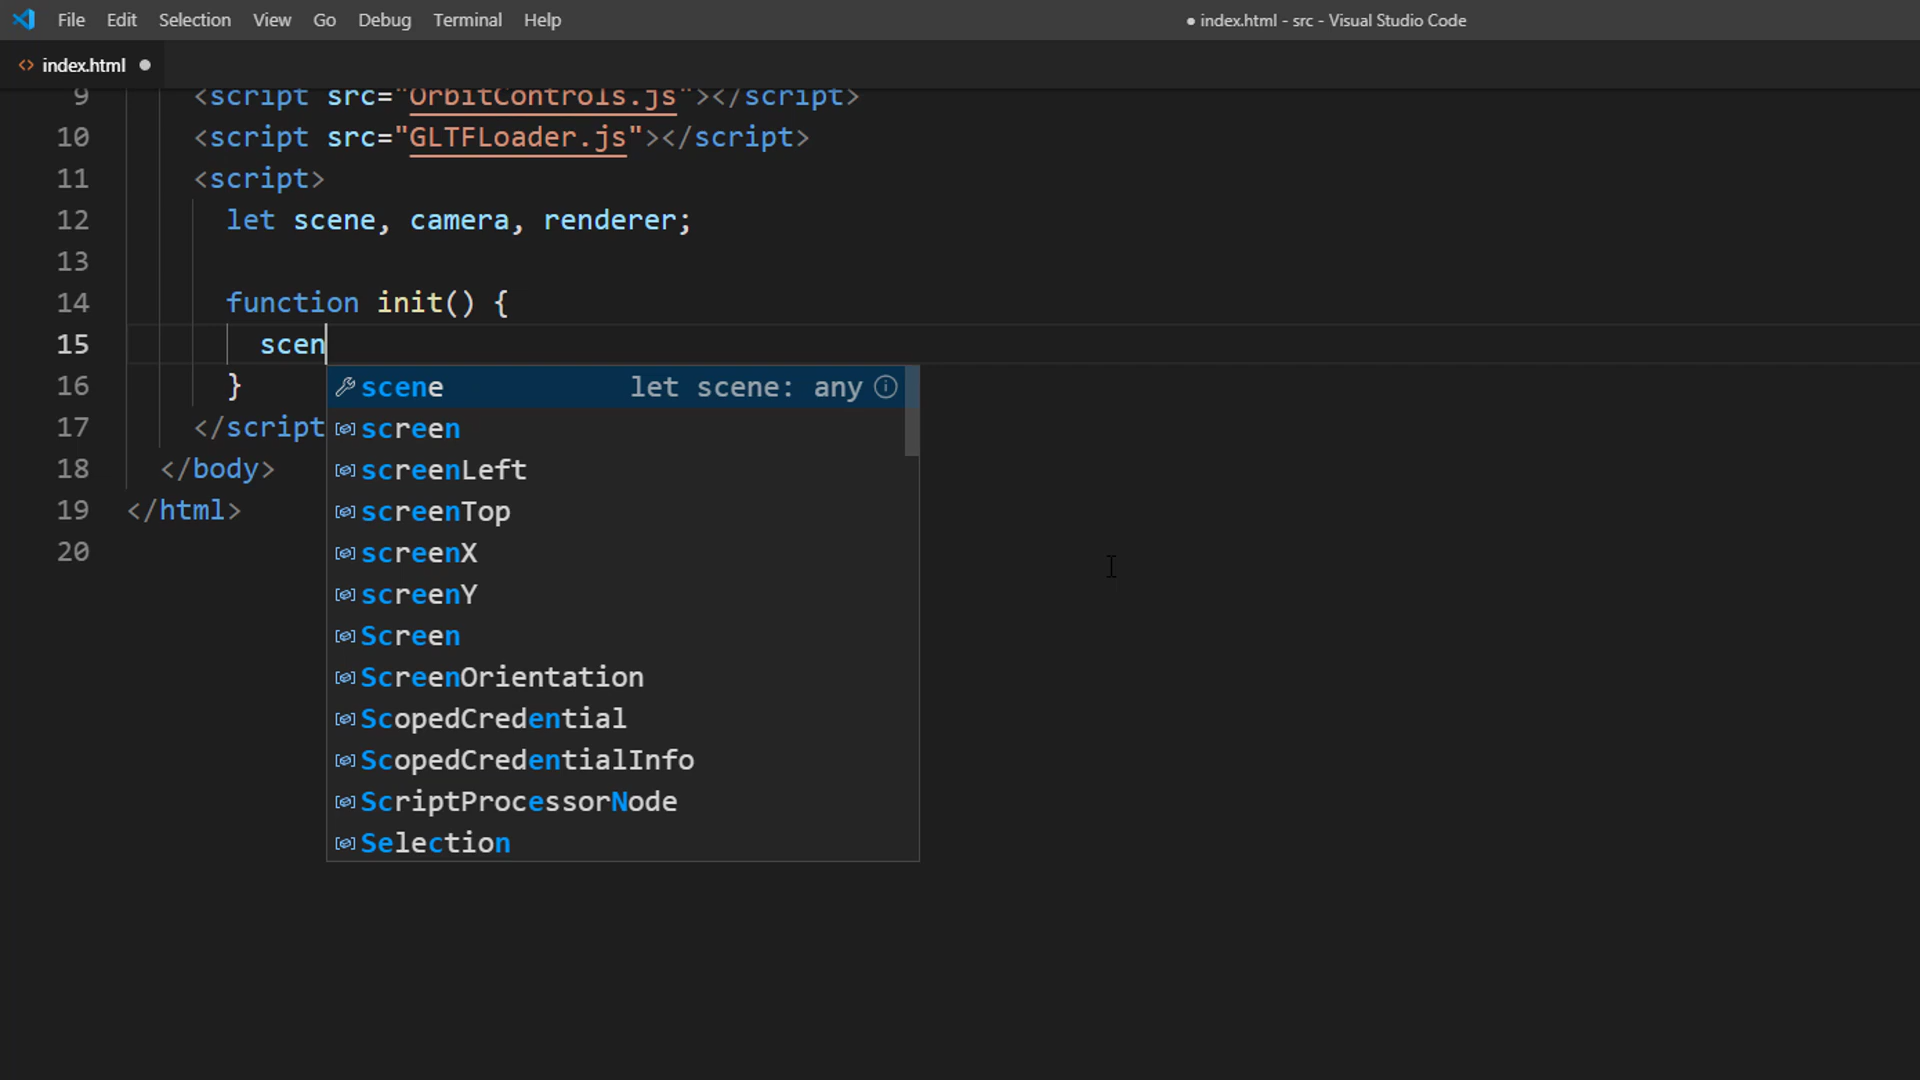 File Edit Selection View Go Debug Terminal Help
● index.html - src - Visual Studio Code
<> index.html ●
9 <script src="OrbitControls.js"></script>
10 <script src="GLTFLoader.js"></script>
11 <script>
12 let scene, camera, renderer;
13
14 function init() {
15 scen
16 }
17 </script
18 </body>
19 </html>
20
scene let scene: any
screen
screenLeft
screenTop
screenX
screenY
Screen
ScreenOrientation
ScopedCredential
ScopedCredentialInfo
ScriptProcessorNode
Selection